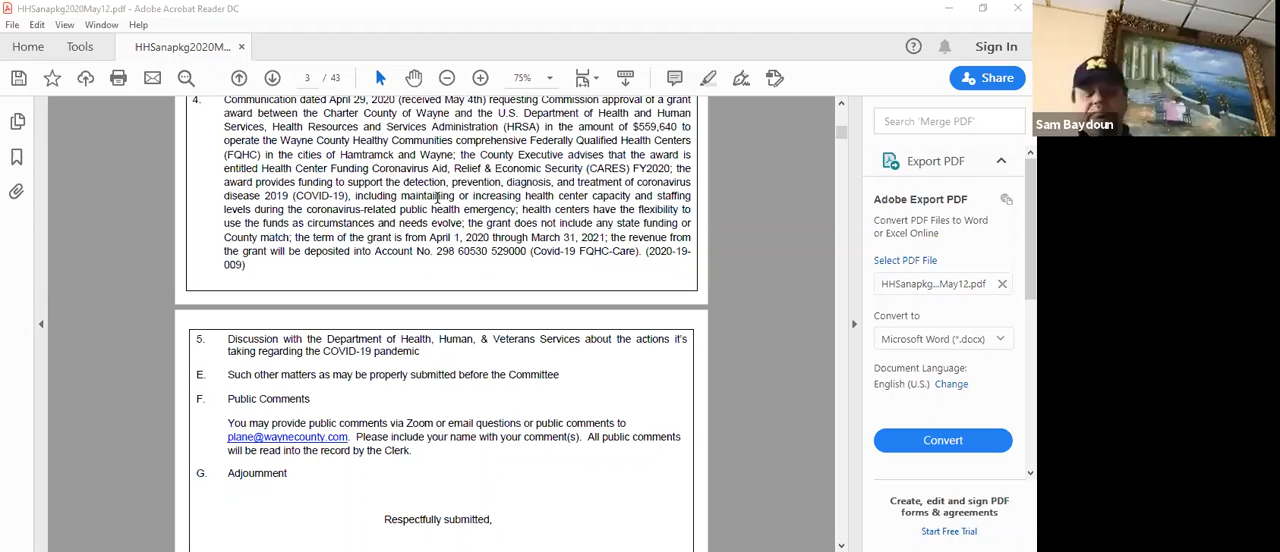 HHSanapkg2020May12.pdf - Adobe Acrobat Reader DC
File Edit View Window Help
Home Tools HHSanapkg2020M... × Sign In
3 / 43 75% Share
4. Communication dated April 29, 2020 (received May 4th) requesting Commission approval of a grant
award between the Charter County of Wayne and the U.S. Department of Health and Human
Services, Health Resources and Services Administration (HRSA) in the amount of $559,640 to
operate the Wayne County Healthy Communities comprehensive Federally Qualified Health Centers
(FQHC) in the cities of Hamtramck and Wayne; the County Executive advises that the award is
entitled Health Center Funding Coronavirus Aid, Relief & Economic Security (CARES) FY2020; the
award provides funding to support the detection, prevention, diagnosis, and treatment of coronavirus
disease 2019 (COVID-19), including maintaining or increasing health center capacity and staffing
levels during the coronavirus-related public health emergency; health centers have the flexibility to
use the funds as circumstances and needs evolve; the grant does not include any state funding or
County match; the term of the grant is from April 1, 2020 through March 31, 2021; the revenue from
the grant will be deposited into Account No. 298 60530 529000 (Covid-19 FQHC-Care). (2020-19-
009)
5. Discussion with the Department of Health, Human, & Veterans Services about the actions it's
taking regarding the COVID-19 pandemic
E. Such other matters as may be properly submitted before the Committee
F. Public Comments
You may provide public comments via Zoom or email questions or public comments to
plane@waynecounty.com. Please include your name with your comment(s). All public comments
will be read into the record by the Clerk.
G. Adjournment
Respectfully submitted,
Search 'Merge PDF'
Export PDF
Adobe Export PDF
Convert PDF Files to Word
or Excel Online
Select PDF File
HHSanapkg...May12.pdf
Convert to
Microsoft Word (*.docx)
Document Language:
English (U.S.) Change
Convert
Create, edit and sign PDF
forms & agreements
Start Free Trial
Sam Baydoun